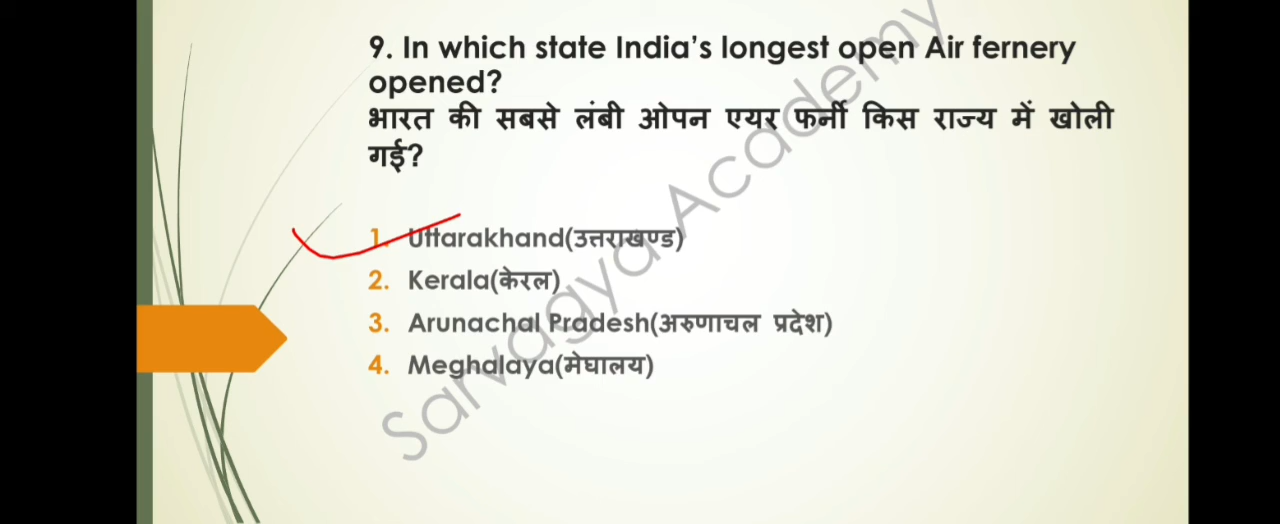 9. In which state India's longest open Air fernery
opened?
भारत की सबसे लंबी ओपन एयर फर्नी किस राज्य में खोली
गई?
1. Uttarakhand(उत्तराखण्ड)
2. Kerala(केरल)
3. Arunachal Pradesh(अरुणाचल प्रदेश)
4. Meghalaya(मेघालय)
Sarvagya Academy